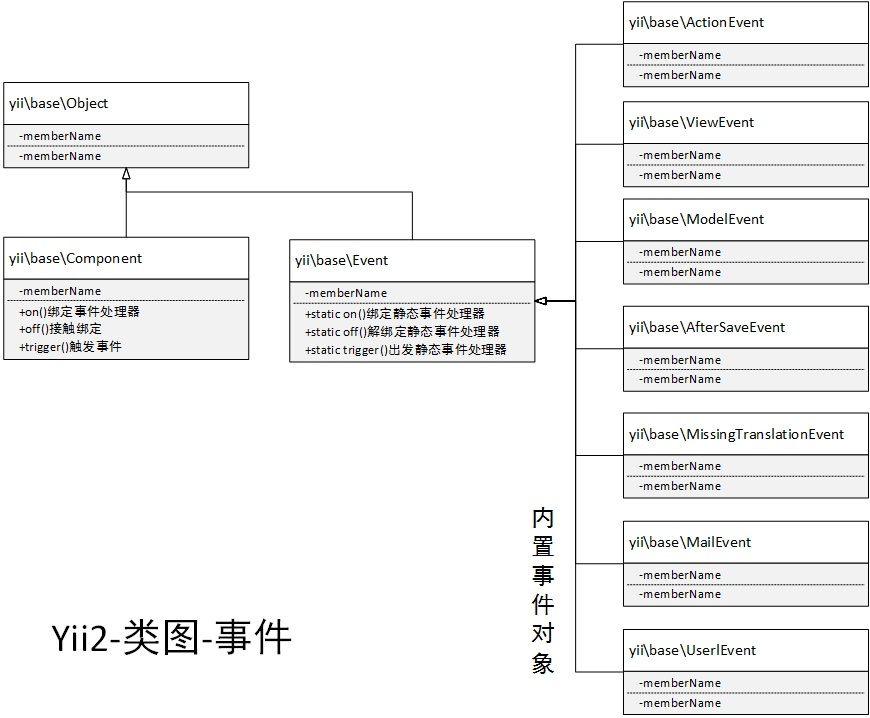 yii\base\Object
-memberName
-memberName
yii\base\Component
-memberName
+on()绑定事件处理器
+off()接触绑定
+trigger()触发事件
yii\base\Event
-memberName
+static on()绑定静态事件处理器
+static off()解绑定静态事件处理器
+static trigger()出发静态事件处理器
yii\base\ActionEvent
-memberName
-memberName
yii\base\ViewEvent
-memberName
-memberName
yii\base\ModelEvent
-memberName
-memberName
yii\base\AfterSaveEvent
-memberName
-memberName
yii\base\MissingTranslationEvent
-memberName
-memberName
yii\base\MailEvent
-memberName
-memberName
yii\base\UserlEvent
-memberName
-memberName
内置事件对象
Yii2-类图-事件